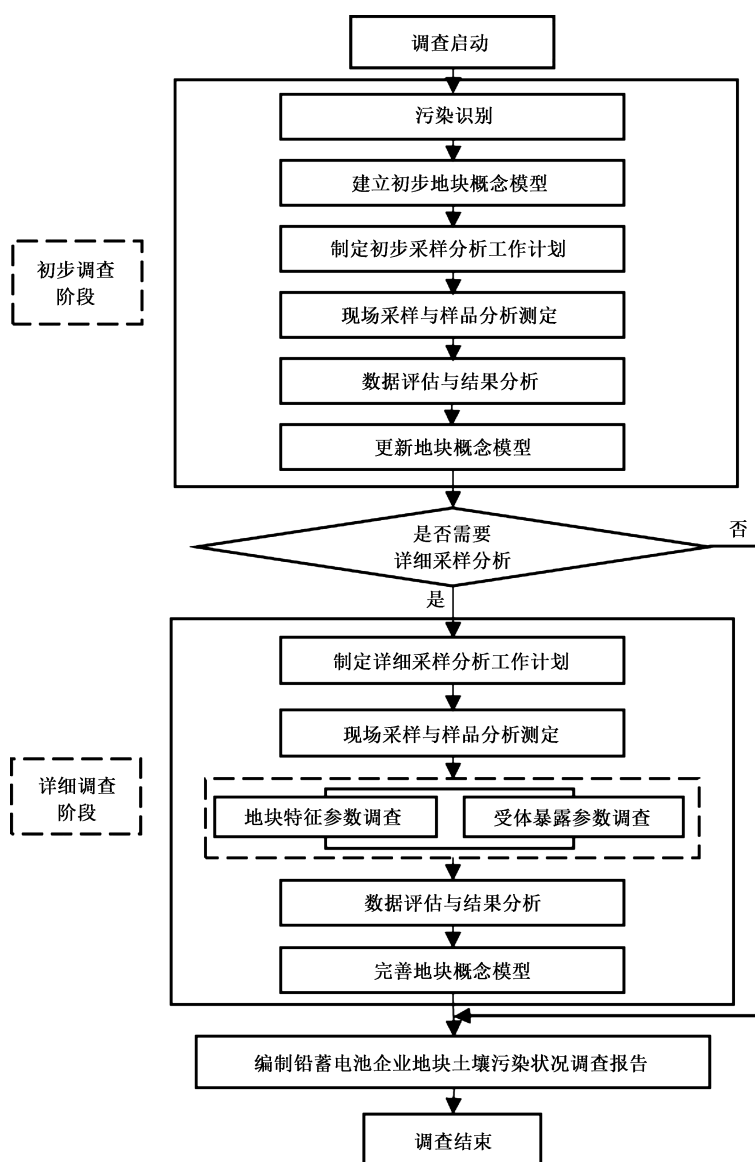 调查启动
污染识别
建立初步地块概念模型
制定初步采样分析工作计划
初步调查
阶段
现场采样与样品分析测定
数据评估与结果分析
更新地块概念模型
是否需要
详细采样分析
否
是
制定详细采样分析工作计划
现场采样与样品分析测定
详细调查
阶段
地块特征参数调查
受体暴露参数调查
数据评估与结果分析
完善地块概念模型
编制铅蓄电池企业地块土壤污染状况调查报告
调查结束